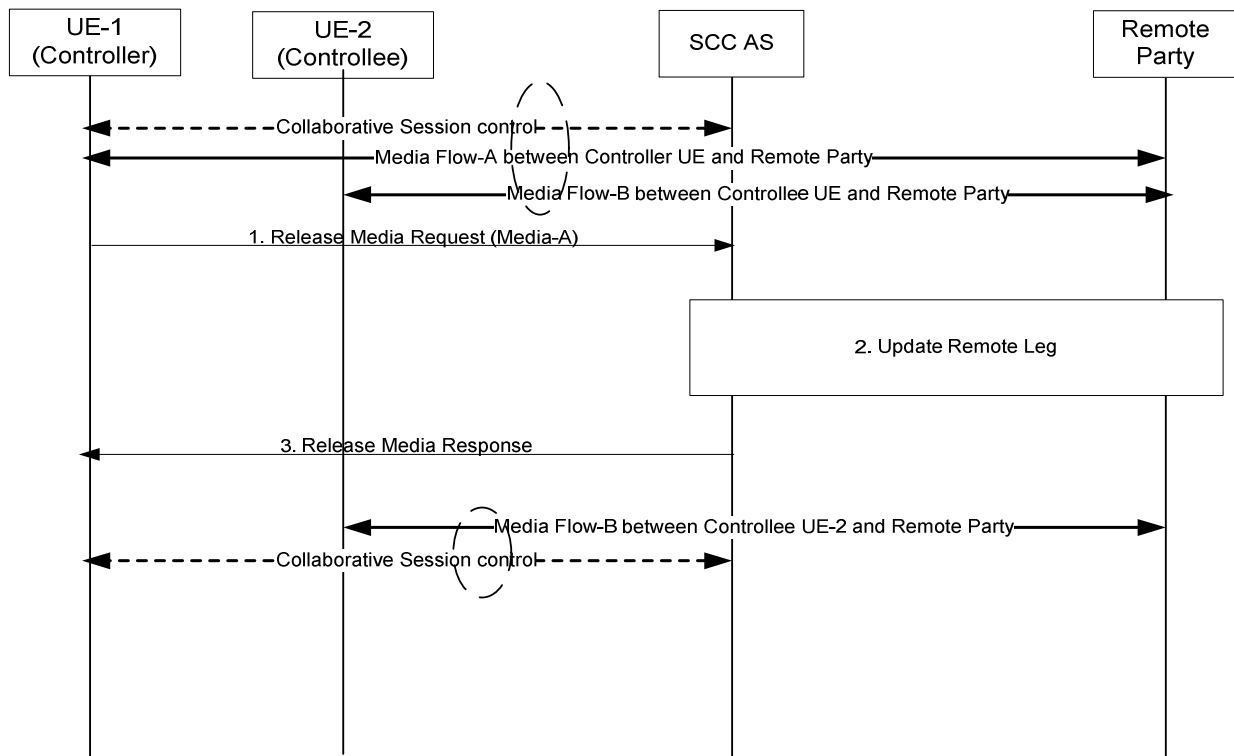 UE-1
(Controller)
UE-2
(Controllee)
SCC AS
Remote
Party
Collaborative Session control
Media Flow-A between Controller UE and Remote Party
Media Flow-B between Controllee UE and Remote Party
1. Release Media Request (Media-A)
2. Update Remote Leg
3. Release Media Response
Media Flow-B between Controllee UE-2 and Remote Party
Collaborative Session control